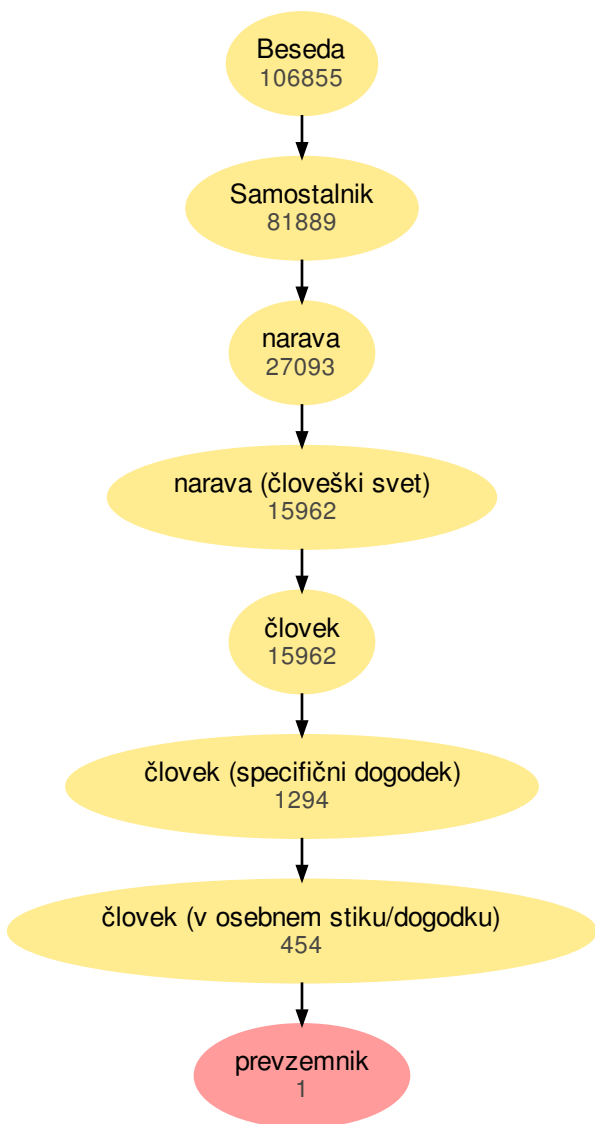 Beseda
106855
Samostalnik
81889
narava
27093
narava (človeški svet)
15962
človek
15962
človek (specifični dogodek)
1294
človek (v osebnem stiku/dogodku)
454
prevzemnik
1